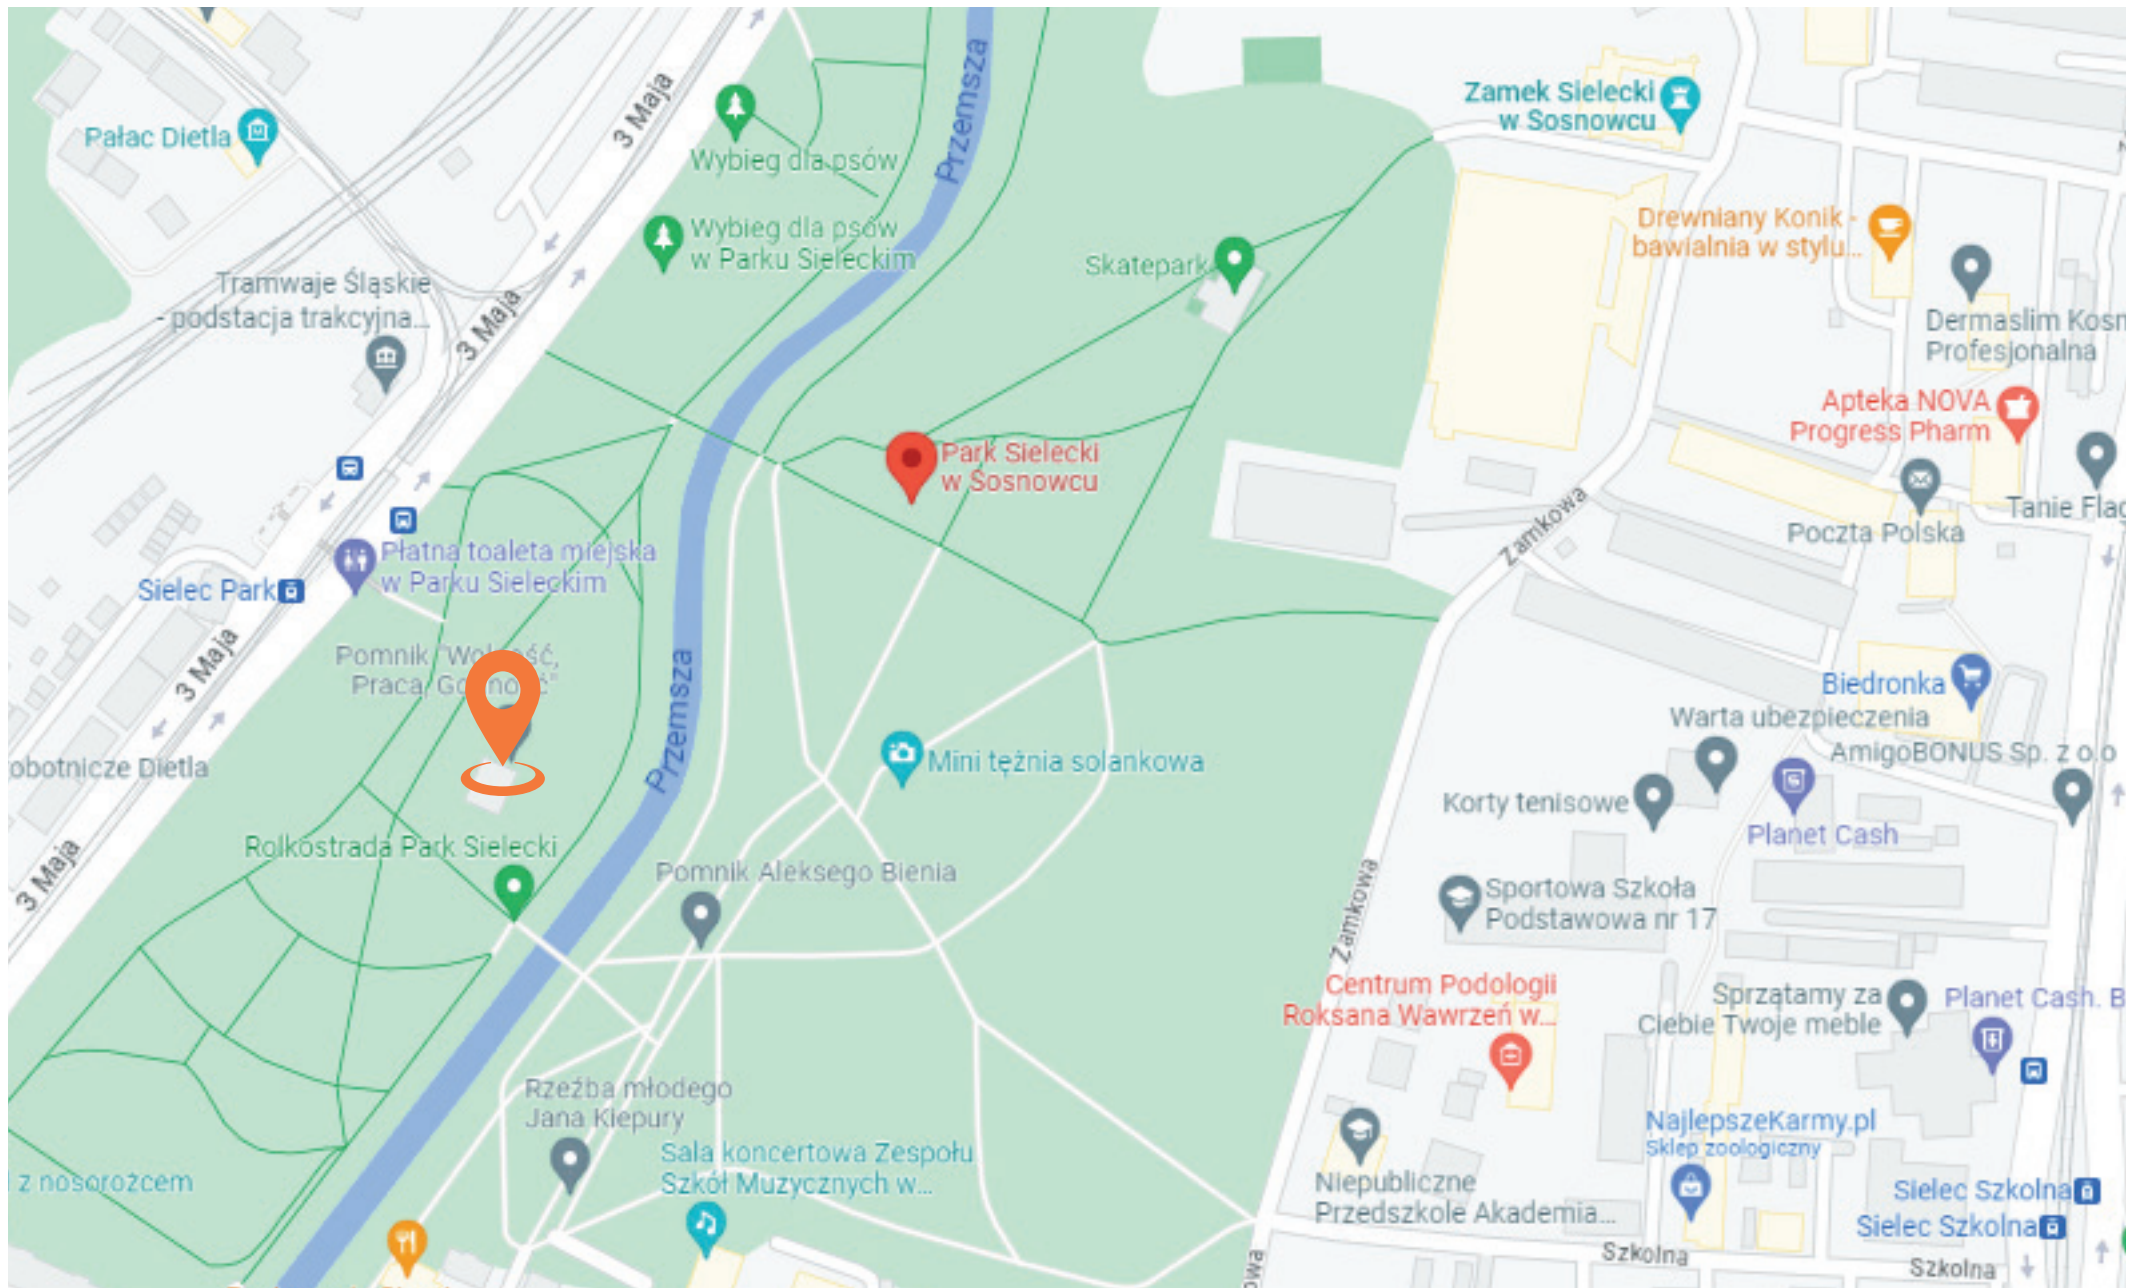 3 Maja
Przemsza
Zamek Sielecki
w Sosnowcu
Pałac Dietla
Wybieg dla psów
Wybieg dla psów
w Parku Sieleckim
Drewniany Konik -
bawialnia w stylu...
Skatepark
Tramwaje Śląskie
- podstacja trakcyjna...
3 Maja
Dermaslim Kosm
Profesjonalna
Apteka NOVA
Progress Pharm
Park Sielecki
w Sosnowcu
Tanie Flag
Poczta Polska
Zamkowa
Płatna toaleta miejska
w Parku Sieleckim
Sielec Park
3 Maja
Pomnik "Wolność,
Praca, Godność"
Przemsza
Biedronka
Warta ubezpieczenia
AmigoBONUS Sp. z o.o
Mini tężnia solankowa
obotnicze Dietla
Korty tenisowe
Planet Cash
Rolkostrada Park Sielecki
3 Maja
Pomnik Aleksego Bienia
Zamkowa
Sportowa Szkoła
Podstawowa nr 17
Centrum Podologii
Roksana Wawrzeń w...
Sprzątamy za
Ciebie Twoje meble
Planet Cash. B
Rzeźba młodego
Jana Kiepury
NajlepszeKarmy.pl
Sklep zoologiczny
Sala koncertowa Zespołu
Szkół Muzycznych w...
z nosorożcem
Niepubliczne
Przedszkole Akademia...
Sielec Szkolna
Sielec Szkolna
Szkolna
Szkolna
owa